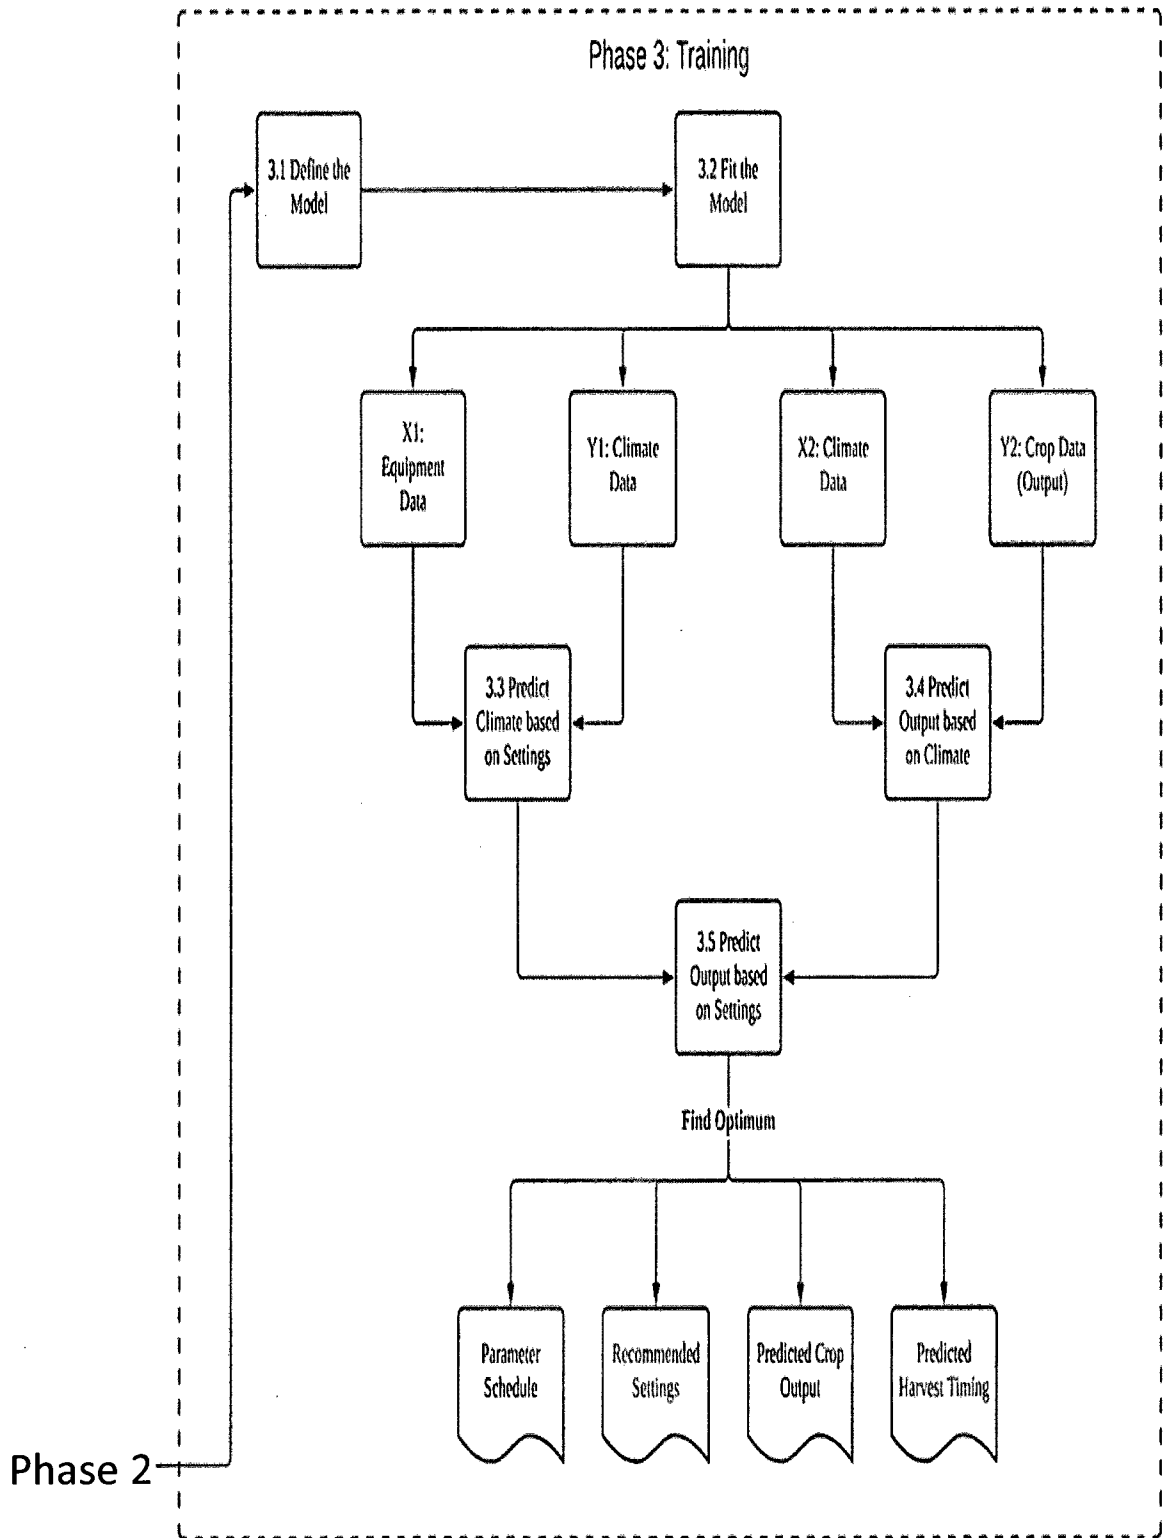 Phase 3: Training
3.1 Define the
Model
3.2 Fit the
Model
X1:
Equipment
Data
Y1: Climate
Data
X2: Climate
Data
Y2: Crop Data
(Output)
3.3 Predict
Climate based
on Settings
3.4 Predict
Output based
on Climate
3.5 Predict
Output based
on Settings
Find Optimum
Parameter
Schedule
Recommended
Settings
Predicted Crop
Output
Predicted
Harvest Timing
Phase 2